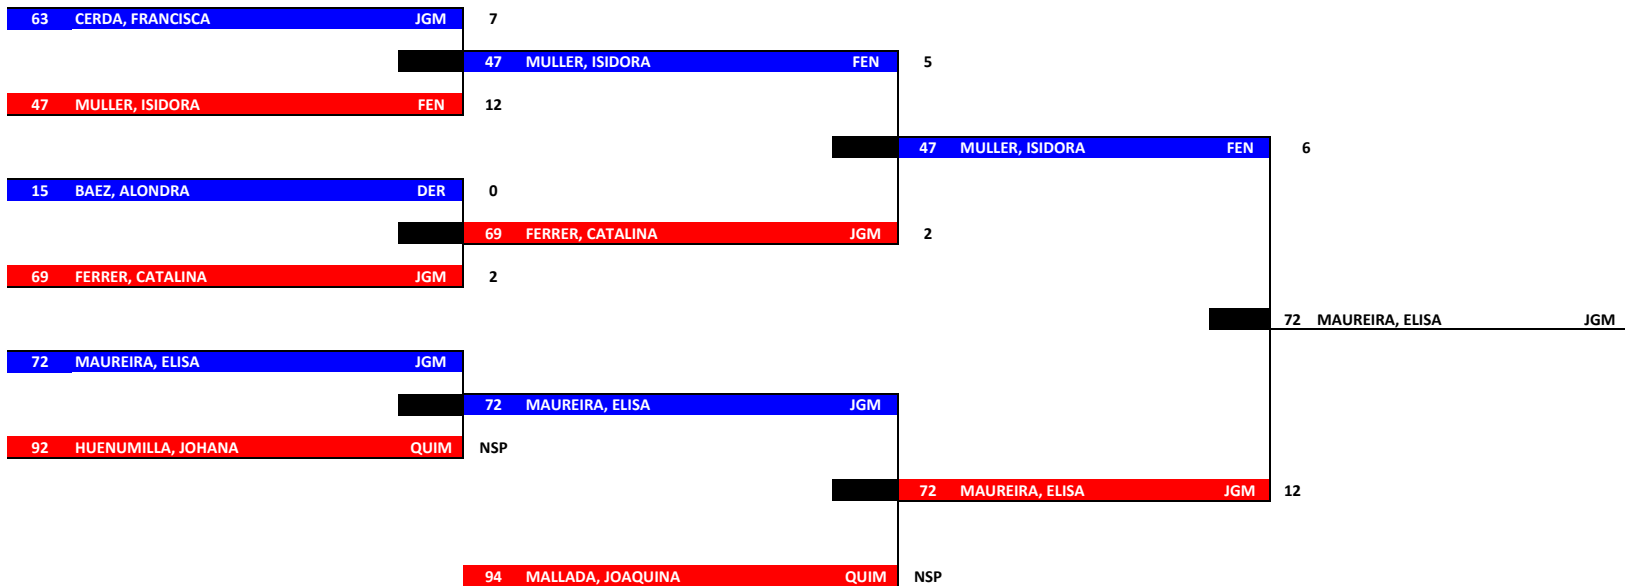 63 CERDA, FRANCISCA JGM 7
47 MULLER, ISIDORA FEN 5
47 MULLER, ISIDORA FEN 12
47 MULLER, ISIDORA FEN 6
15 BAEZ, ALONDRA DER 0
69 FERRER, CATALINA JGM 2
69 FERRER, CATALINA JGM 2
72 MAUREIRA, ELISA JGM
72 MAUREIRA, ELISA JGM
72 MAUREIRA, ELISA JGM
92 HUENUMILLA, JOHANA QUIM NSP
72 MAUREIRA, ELISA JGM 12
94 MALLADA, JOAQUINA QUIM NSP